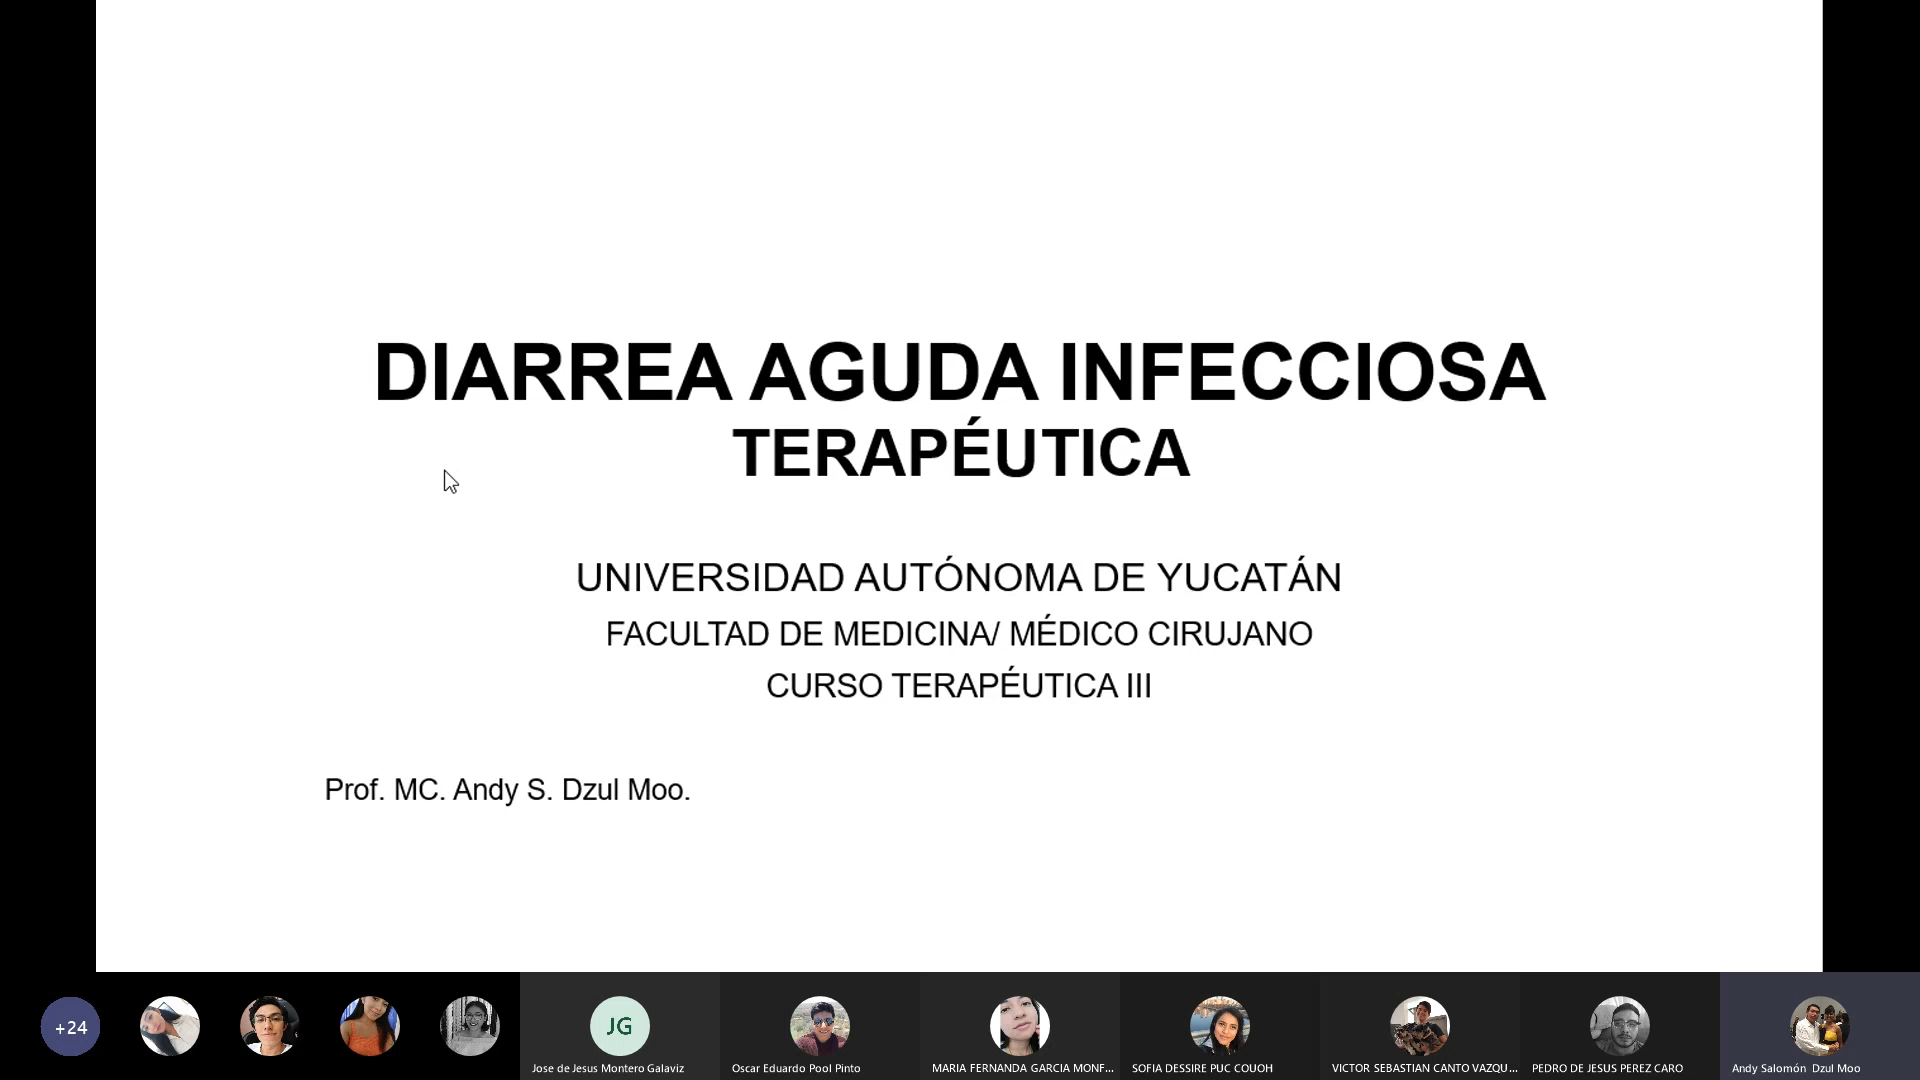 DIARREA AGUDA INFECCIOSA
TERAPÉUTICA
UNIVERSIDAD AUTÓNOMA DE YUCATÁN
FACULTAD DE MEDICINA/ MÉDICO CIRUJANO
CURSO TERAPÉUTICA III
Prof. MC. Andy S. Dzul Moo.
+24
JG
Jose de Jesus Montero Galaviz
Oscar Eduardo Pool Pinto
MARIA FERNANDA GARCIA MONF...
SOFIA DESSIRE PUC COUOH
VICTOR SEBASTIAN CANTO VAZQU...
PEDRO DE JESUS PEREZ CARO
Andy Salomón Dzul Moo